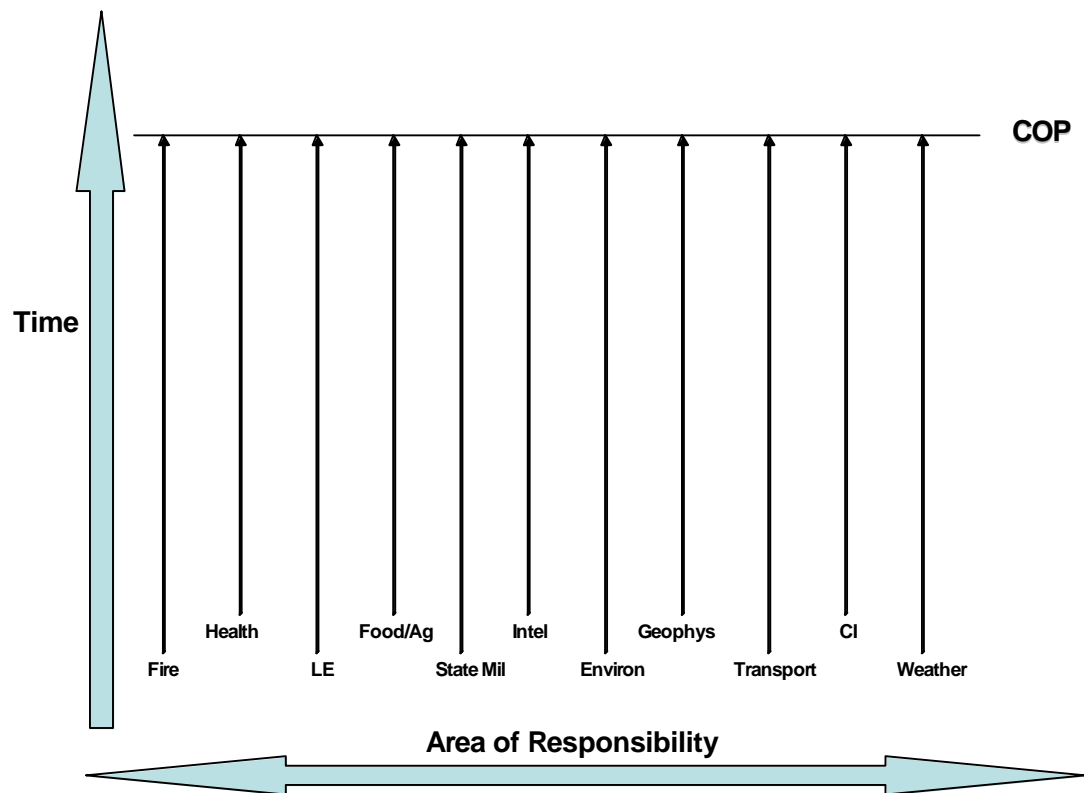 COP
Time
Health
Food/Ag
Intel
Geophys
CI
Fire
LE
State Mil
Environ
Transport
Weather
Area of Responsibility